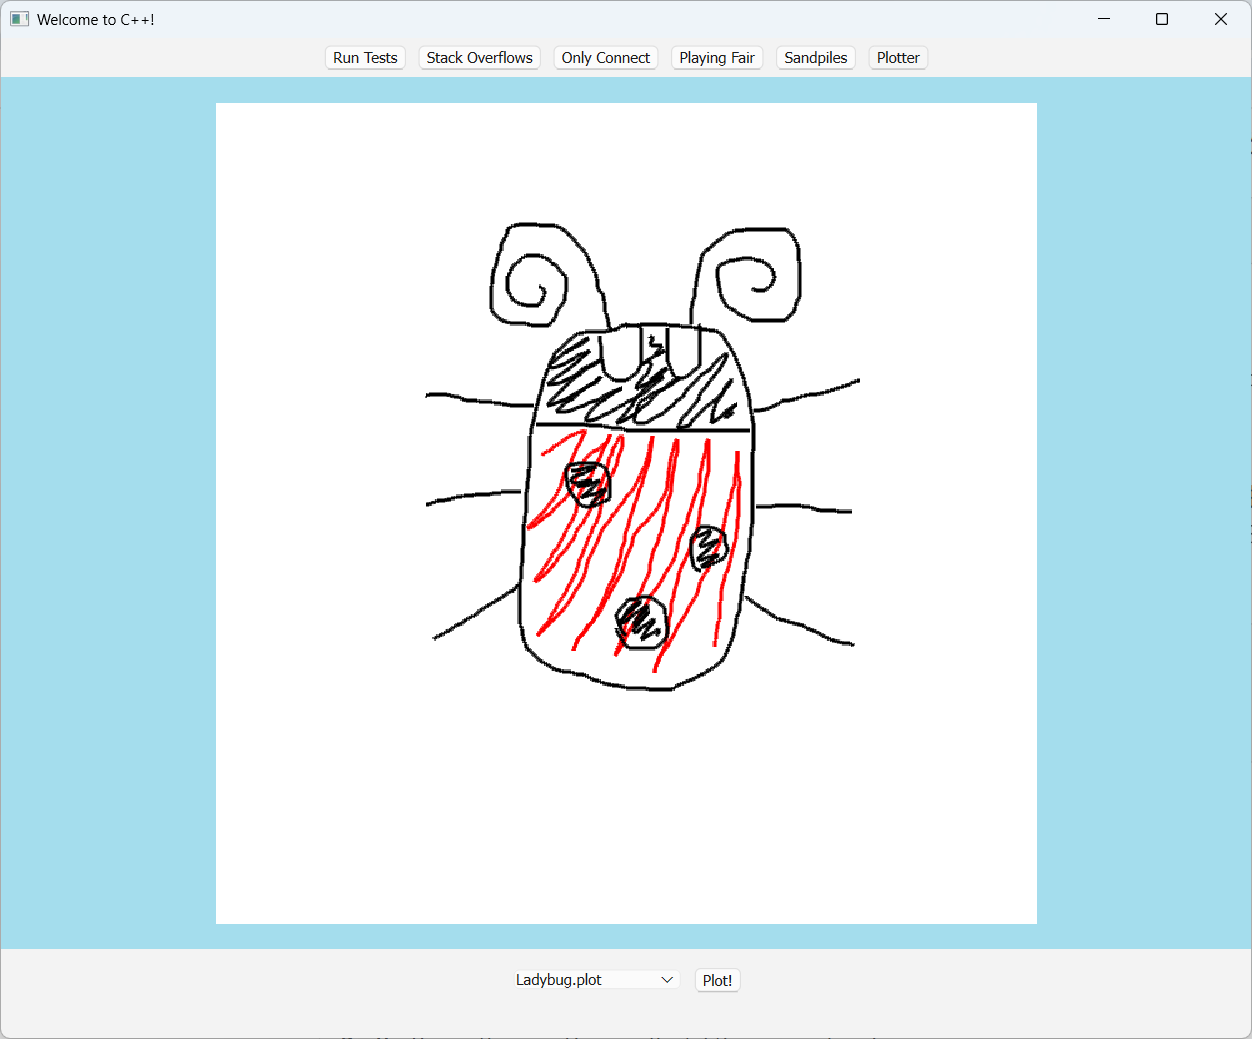 Welcome to C++!
Run Tests Stack Overflows Only Connect Playing Fair Sandpiles Plotter
Ladybug.plot Plot!